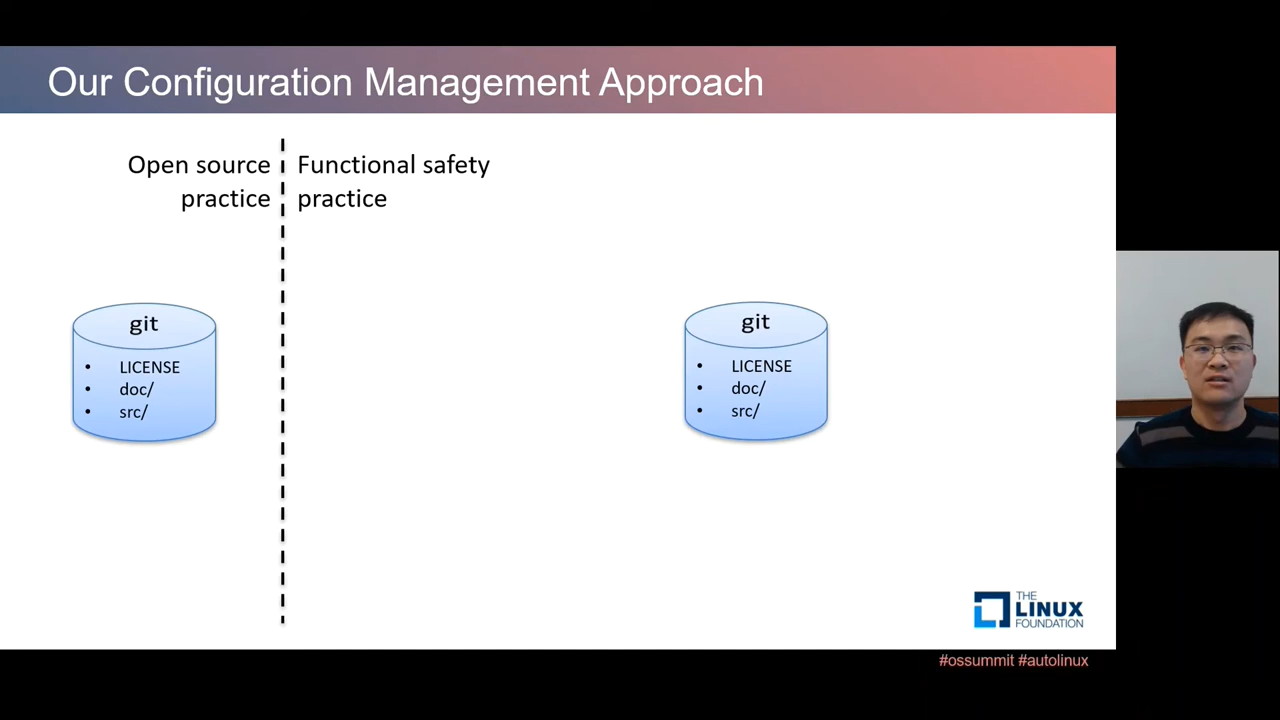 Our Configuration Management Approach
Open source
practice
Functional safety
practice
git
• LICENSE
• doc/
• src/
git
• LICENSE
• doc/
• src/
THE
LINUX
FOUNDATION
#ossummit #autolinux